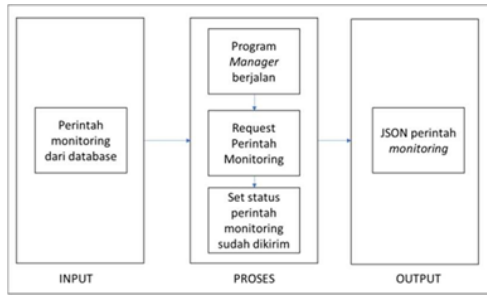 Perintah
monitoring
dari database
INPUT
Program
Manager
berjalan
Request
Perintah
Monitoring
Set status
perintah
monitoring
sudah dikirim
PROSES
JSON perintah
monitoring
OUTPUT